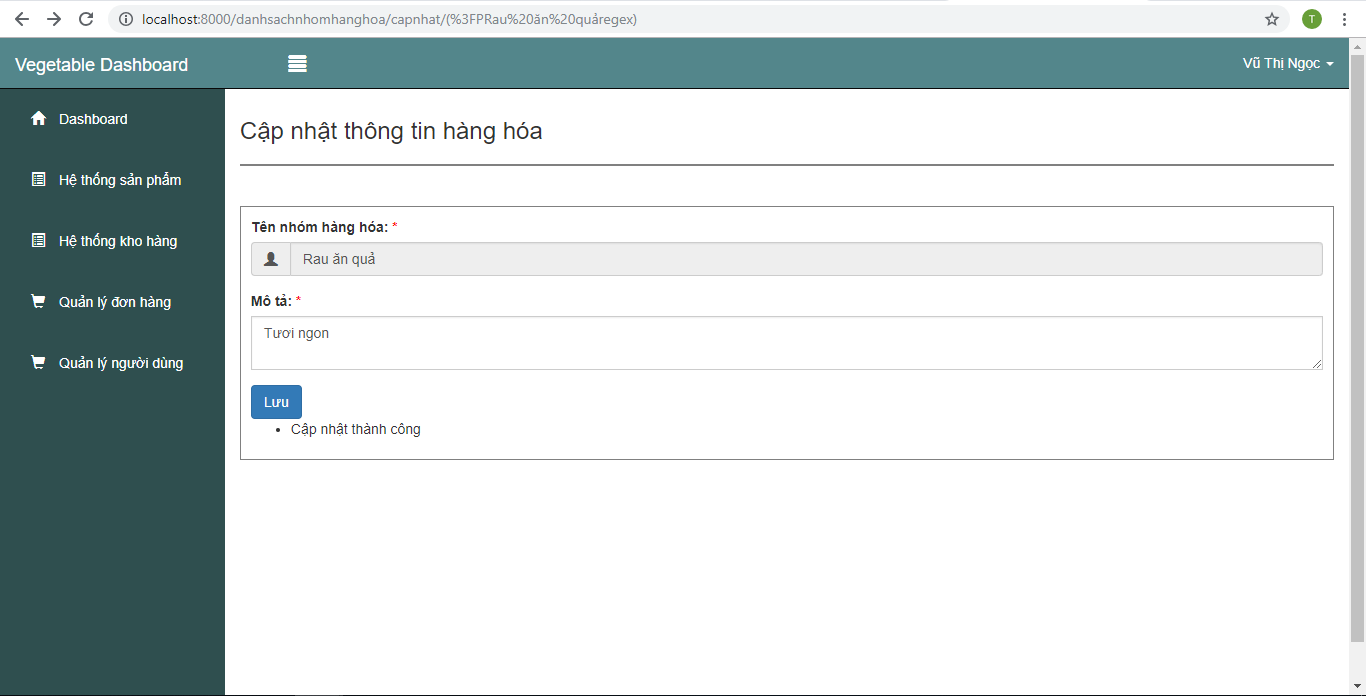 localhost:8000/danhsachnhomhanghoa/capnhat/(%3FPRau%20ăn%20quảregex)
T
Vegetable Dashboard
Vũ Thị Ngọc
Dashboard
Hệ thống sản phẩm
Hệ thống kho hàng
Quản lý đơn hàng
Quản lý người dùng
Cập nhật thông tin hàng hóa
Tên nhóm hàng hóa: *
Rau ăn quả
Mô tả: *
Tươi ngon
Lưu
• Cập nhật thành công